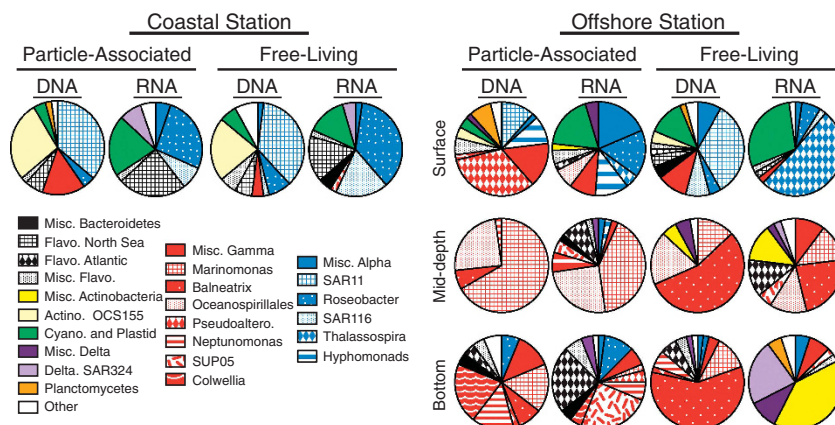 Coastal Station
Offshore Station
Particle-Associated
Free-Living
Particle-Associated
Free-Living
DNA
RNA
DNA
RNA
DNA
RNA
DNA
RNA
Surface
Mid-depth
Bottom
Misc. Bacteroidetes
Flavo. North Sea
Flavo. Atlantic
Misc. Flavo.
Misc. Actinobacteria
Actino. OCS155
Cyano. and Plastid
Misc. Delta
Delta. SAR324
Planctomycetes
Other
Misc. Gamma
Marinomonas
Balneatrix
Oceanospirillales
Pseudoaltero.
Neptunomonas
SUP05
Colwellia
Misc. Alpha
SAR11
Roseobacter
SAR116
Thalassospira
Hyphomonads